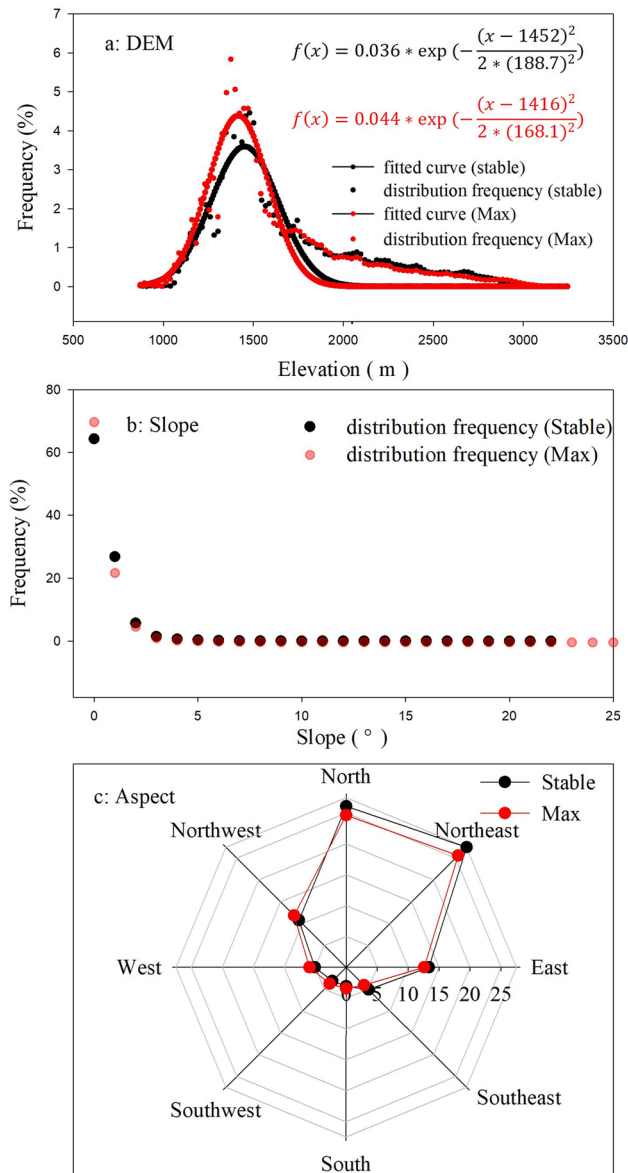 7
6
5
4
3
2
1
0
Frequency (%)
a: DEM
f(x) = 0.036 ∗ exp (−(x − 1452)²/2 ∗ (188.7)²)
f(x) = 0.044 ∗ exp (−(x − 1416)²/2 ∗ (168.1)²)
fitted curve (stable)
distribution frequency (stable)
fitted curve (Max)
distribution frequency (Max)
500 1000 1500 2000 2500 3000 3500
Elevation ( m )
80
60
40
20
0
Frequency (%)
b: Slope
distribution frequency (Stable)
distribution frequency (Max)
0 5 10 15 20 25
Slope ( ° )
c: Aspect
Stable
Max
North
Northeast
East
Southeast
South
Southwest
West
Northwest
0 5 10 15 20 25